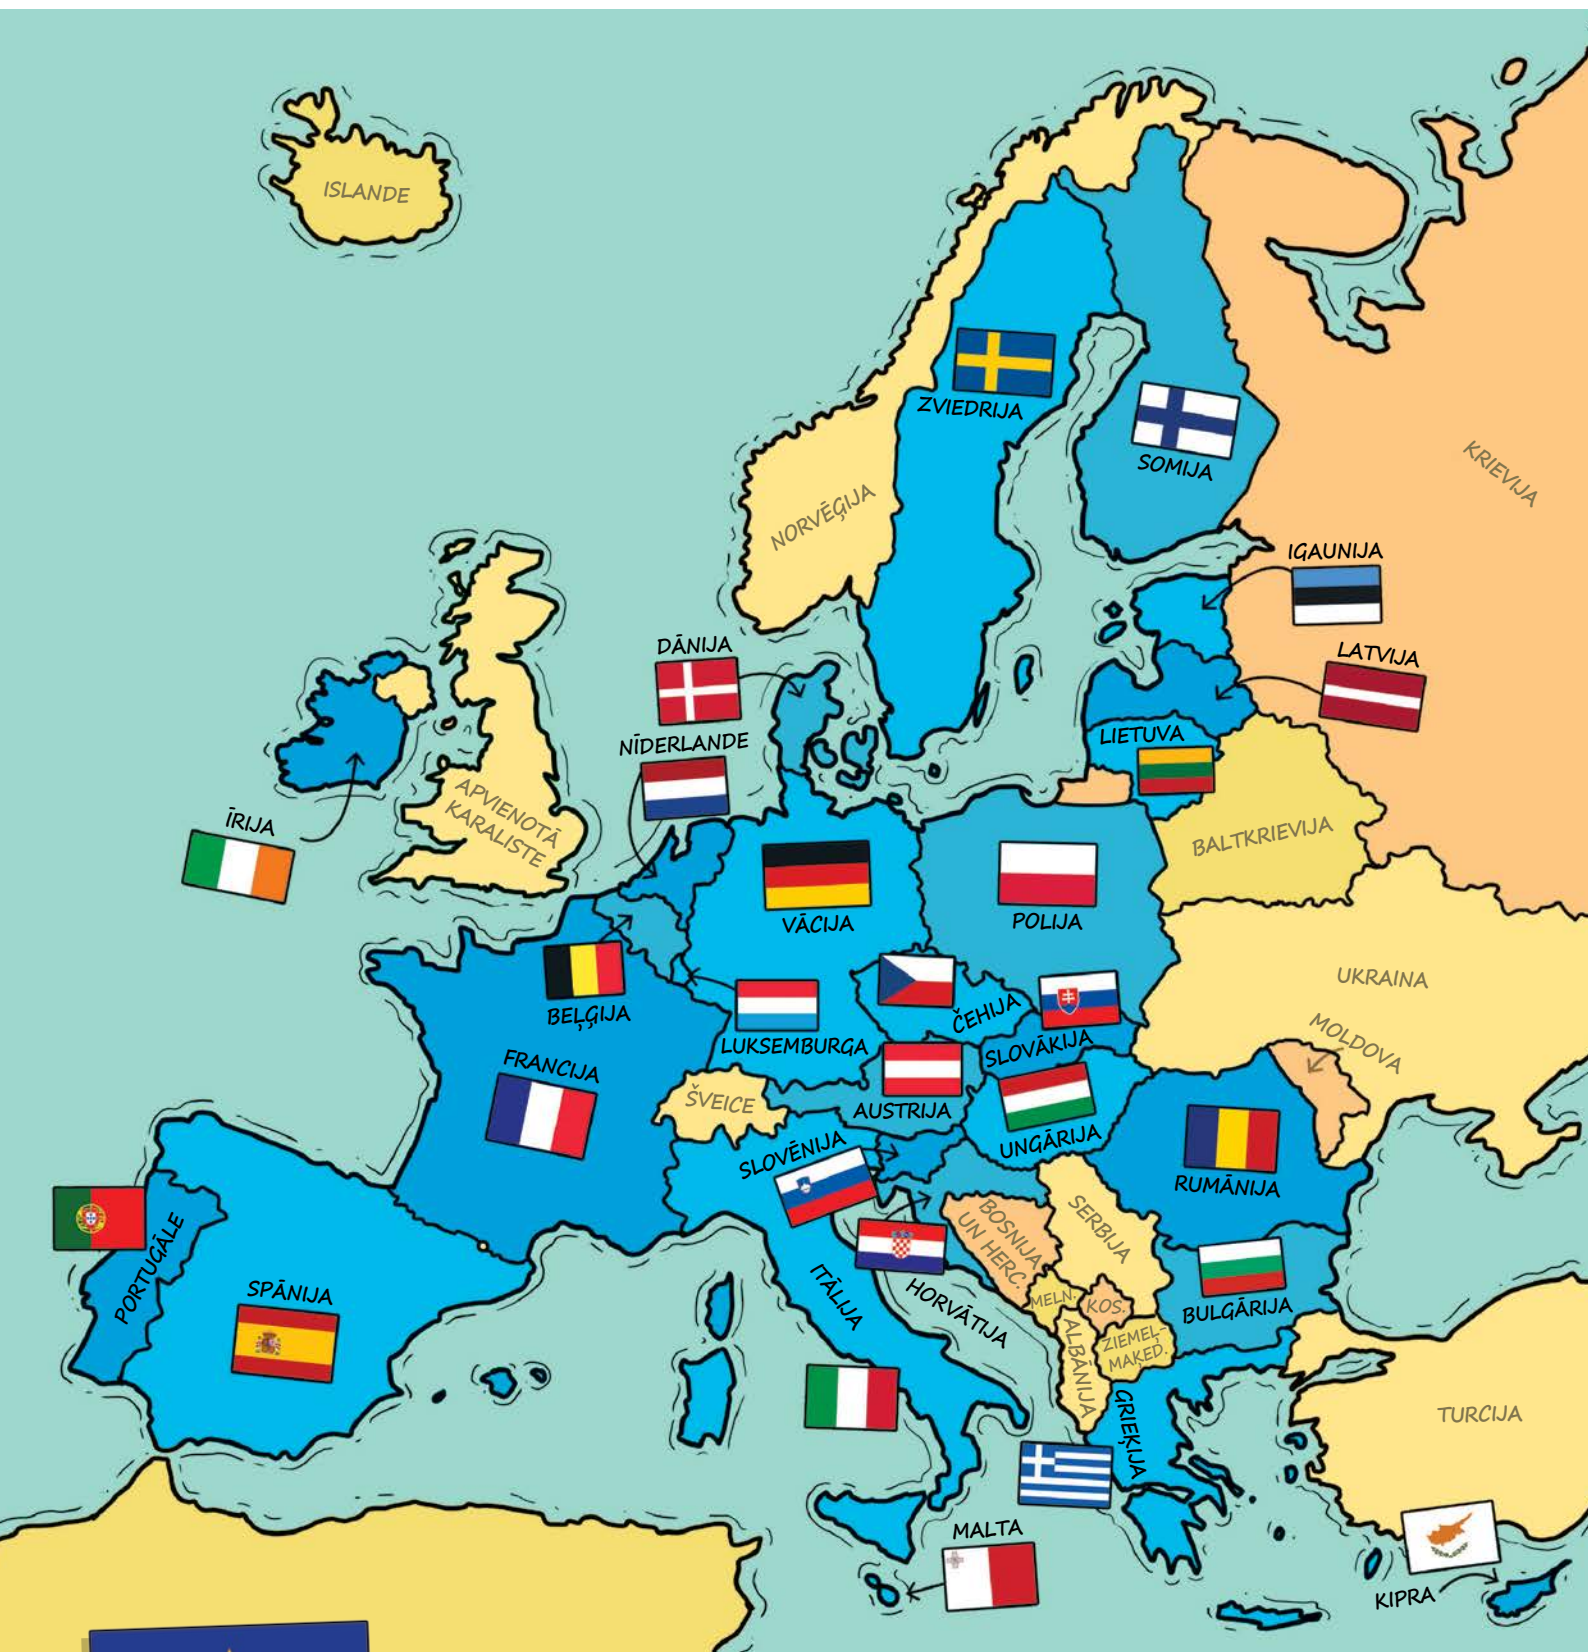 ISLANDE
ZVIEDRIJA
SOMIJA
KRIEVIJA
NORVĒĢIJA
IGAUNIJA
DĀNIJA
LATVIJA
NĪDERLANDE
LIETUVA
APVIENOTĀ
KARALISTE
ĪRIJA
BALTKRIEVIJA
VĀCIJA
POLIJA
UKRAINA
BEĻĢIJA
ČEHIJA
LUKSEMBURGA
SLOVĀKIJA
MOLDOVA
FRANCIJA
ŠVEICE
AUSTRIJA
UNGĀRIJA
SLOVĒNIJA
RUMĀNIJA
PORTUGĀLE
SPĀNIJA
ITĀLIJA
HORVĀTIJA
BOSNIJA
UN HERC.
SERBIJA
MELN.
KOS.
BULGĀRIJA
ALBĀNIJA
ZIEMEĻ-
MAĶED.
GRIEĶIJA
TURCIJA
MALTA
KIPRA